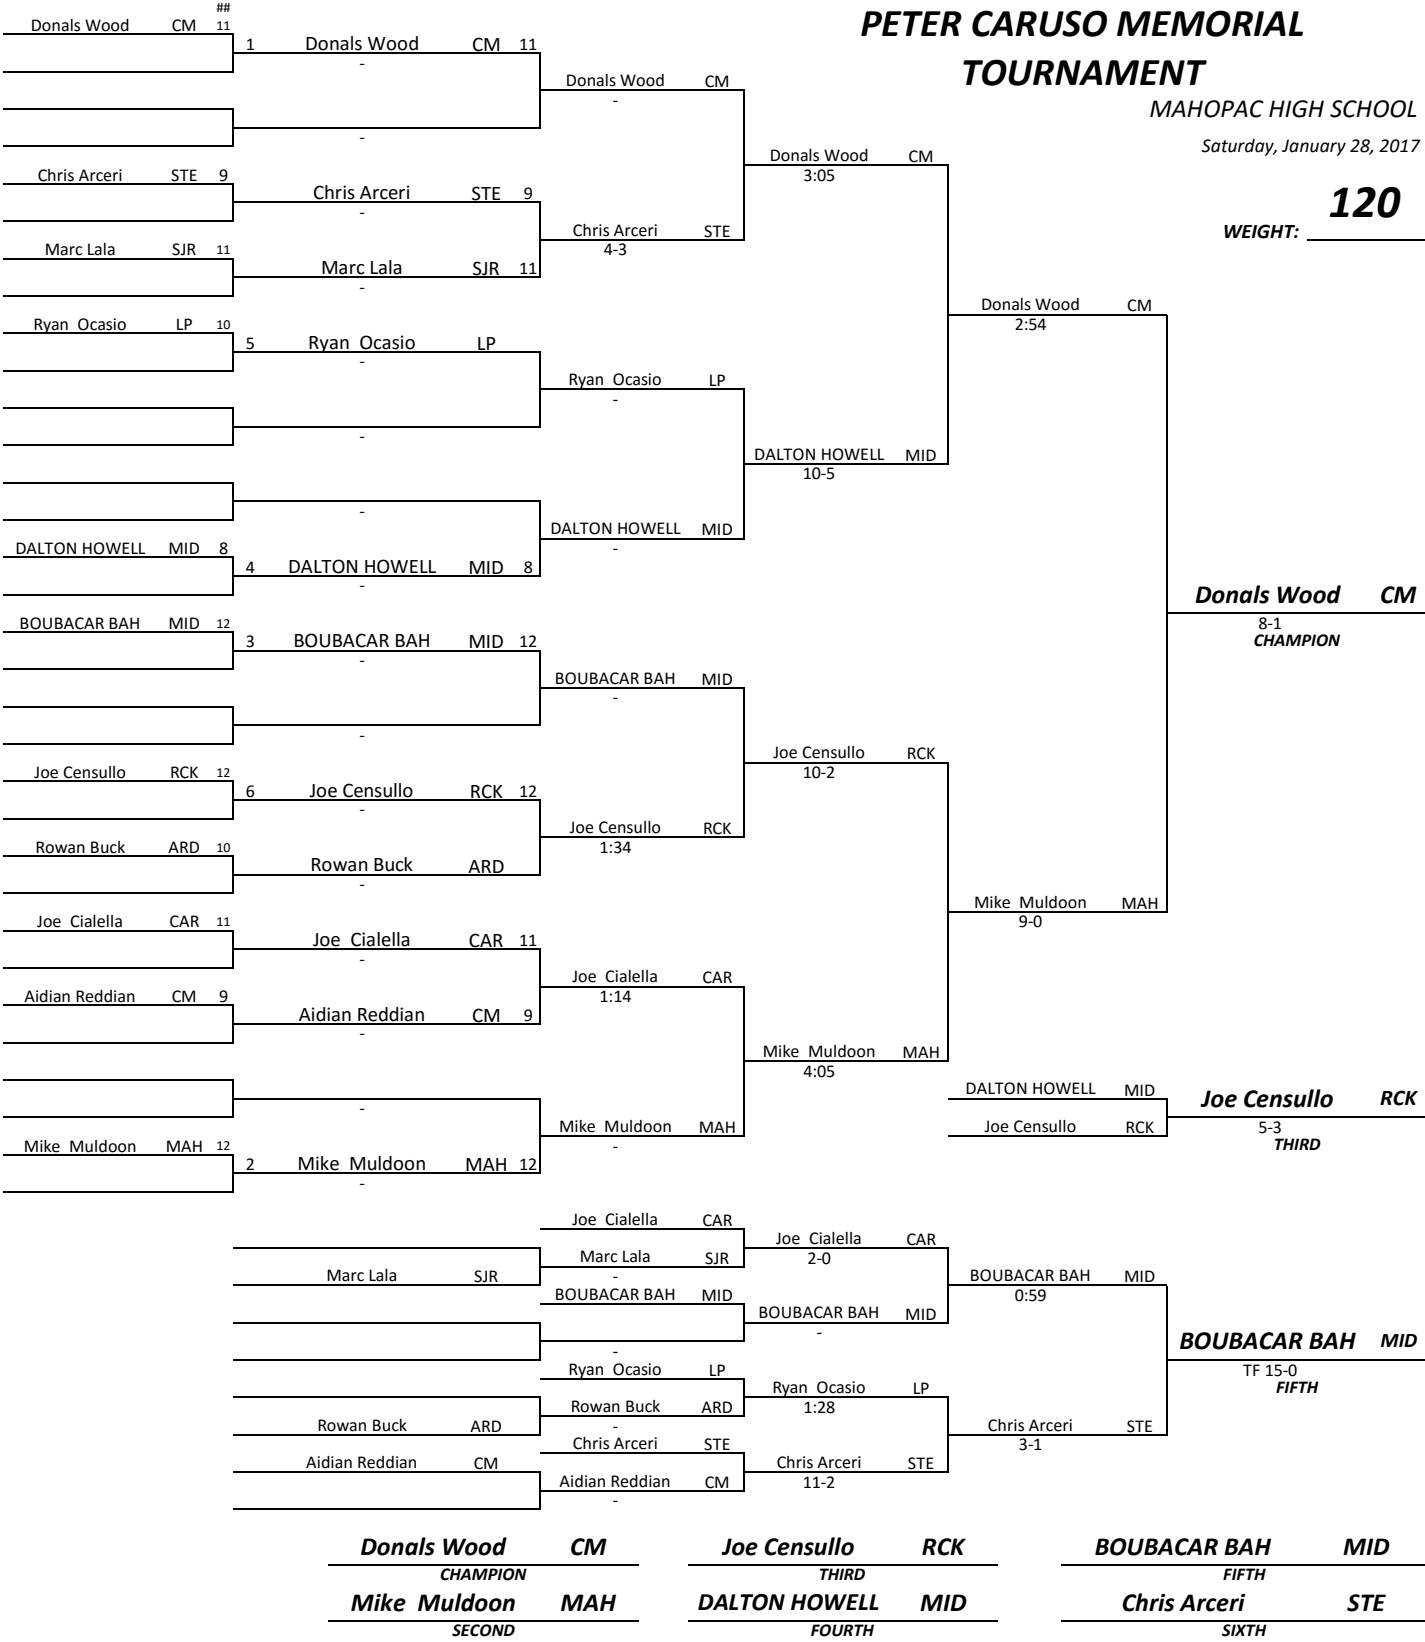 PETER CARUSO MEMORIAL
TOURNAMENT
MAHOPAC HIGH SCHOOL
Saturday, January 28, 2017
120
WEIGHT:
##
Donals Wood CM 11
Chris Arceri STE 9
Marc Lala SJR 11
Ryan Ocasio LP 10
DALTON HOWELL MID 8
BOUBACAR BAH MID 12
Joe Censullo RCK 12
Rowan Buck ARD 10
Joe Cialella CAR 11
Aidian Reddian CM 9
Mike Muldoon MAH 12
1 Donals Wood CM 11
-
-
Chris Arceri STE 9
-
Marc Lala SJR 11
-
5 Ryan Ocasio LP
-
-
-
4 DALTON HOWELL MID 8
-
3 BOUBACAR BAH MID 12
-
-
6 Joe Censullo RCK 12
-
Rowan Buck ARD
-
Joe Cialella CAR 11
-
Aidian Reddian CM 9
-
-
2 Mike Muldoon MAH 12
-
Donals Wood CM
-
Chris Arceri STE
4-3
Ryan Ocasio LP
-
DALTON HOWELL MID
-
BOUBACAR BAH MID
-
Joe Censullo RCK
1:34
Joe Cialella CAR
1:14
Mike Muldoon MAH
-
Donals Wood CM
3:05
DALTON HOWELL MID
10-5
Joe Censullo RCK
10-2
Mike Muldoon MAH
4:05
Donals Wood CM
2:54
Mike Muldoon MAH
9-0
Donals Wood CM
8-1
CHAMPION
DALTON HOWELL MID
Joe Censullo RCK
Joe Censullo RCK
5-3
THIRD
Marc Lala SJR
Rowan Buck ARD
Aidian Reddian CM
Joe Cialella CAR
Marc Lala SJR
-
BOUBACAR BAH MID
-
Ryan Ocasio LP
Rowan Buck ARD
-
Chris Arceri STE
Aidian Reddian CM
-
Joe Cialella CAR
2-0
BOUBACAR BAH MID
-
Ryan Ocasio LP
1:28
Chris Arceri STE
11-2
BOUBACAR BAH MID
0:59
Chris Arceri STE
3-1
BOUBACAR BAH MID
TF 15-0
FIFTH
Donals Wood CM Joe Censullo RCK BOUBACAR BAH MID
CHAMPION THIRD FIFTH
Mike Muldoon MAH DALTON HOWELL MID Chris Arceri STE
SECOND FOURTH SIXTH